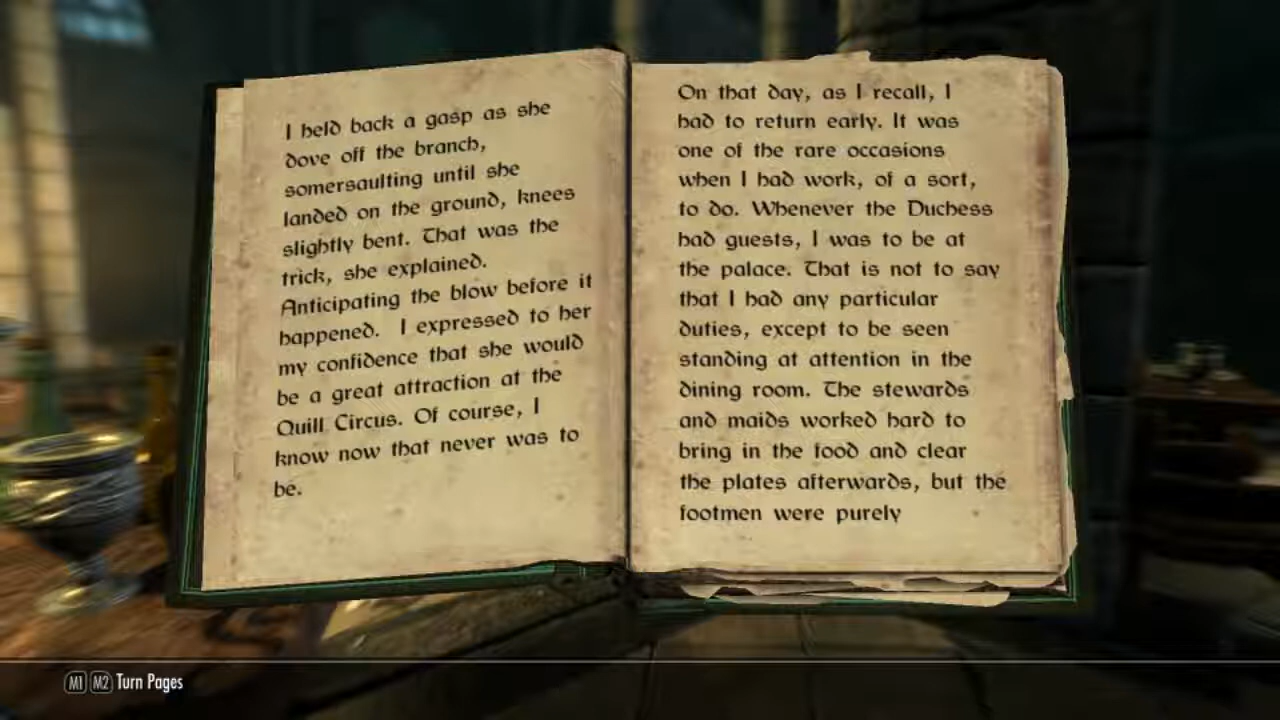 I held back a gasp as she
dove off the branch,
somersaulting until she
landed on the ground, knees
slightly bent. That was the
trick, she explained.
Anticipating the blow before it
happened. I expressed to her
my confidence that she would
be a great attraction at the
Quill Circus. Of course, I
know now that never was to
be.
On that day, as I recall, I
had to return early. It was
one of the rare occasions
when I had work, of a sort,
to do. Whenever the Duchess
had guests, I was to be at
the palace. That is not to say
that I had any particular
duties, except to be seen
standing at attention in the
dining room. The stewards
and maids worked hard to
bring in the food and clear
the plates afterwards, but the
footmen were purely
M1 M2 Turn Pages